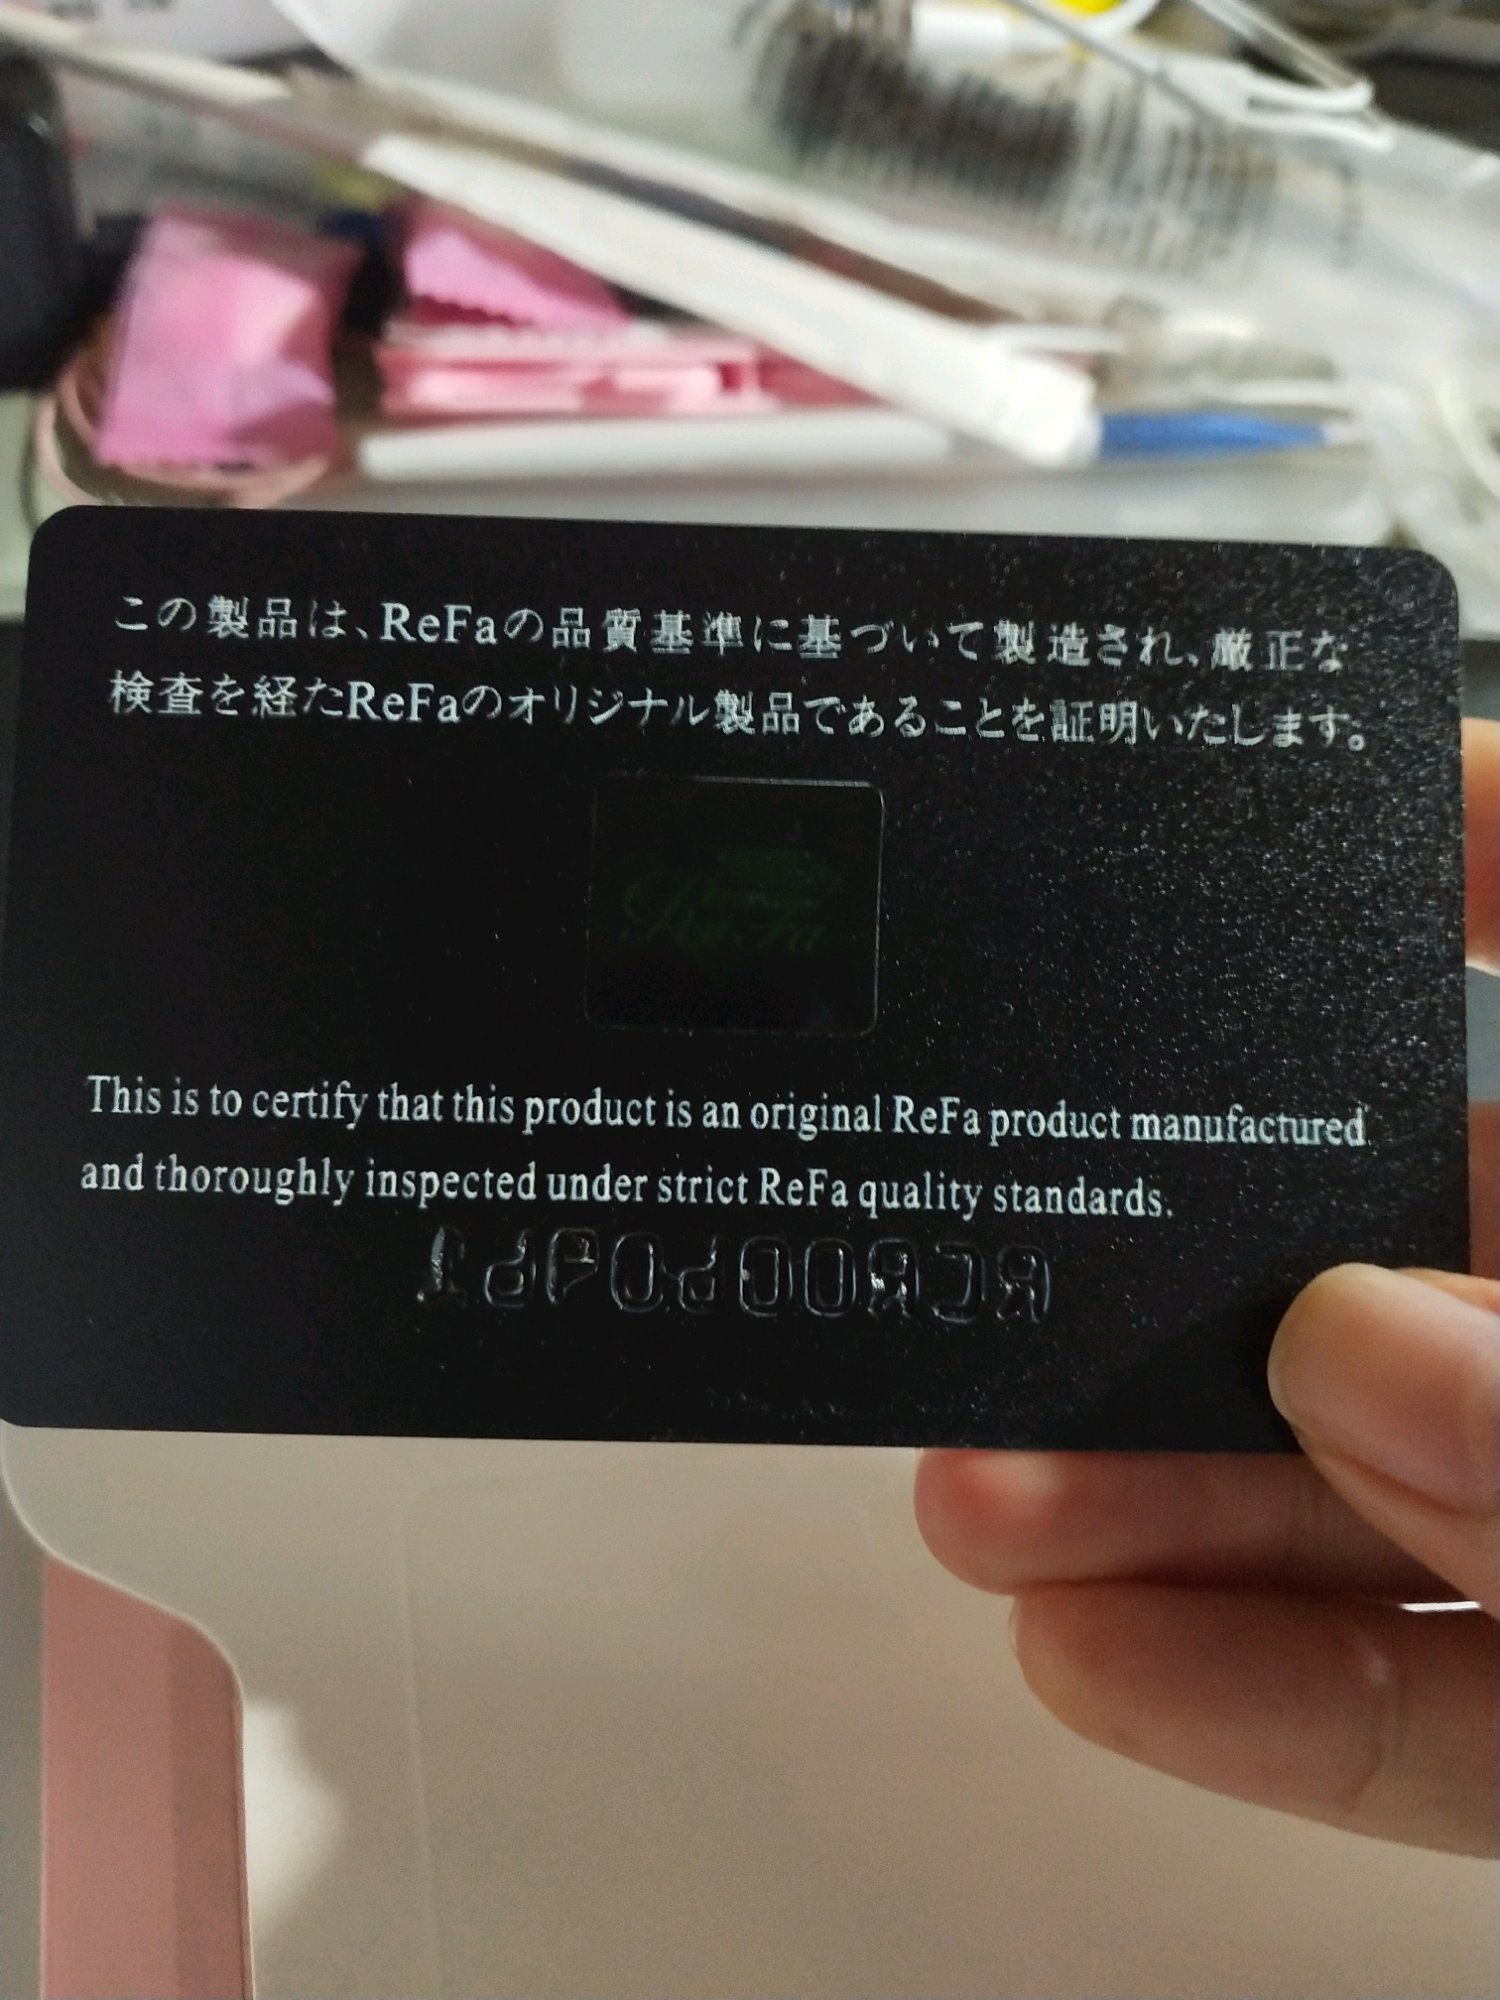 この製品は、ReFaの品質基準に基づいて製造され、厳正な
検査を経たReFaのオリジナル製品であることを証明いたします。
ReFa
This is to certify that this product is an original ReFa product manufactured
and thoroughly inspected under strict ReFa quality standards.